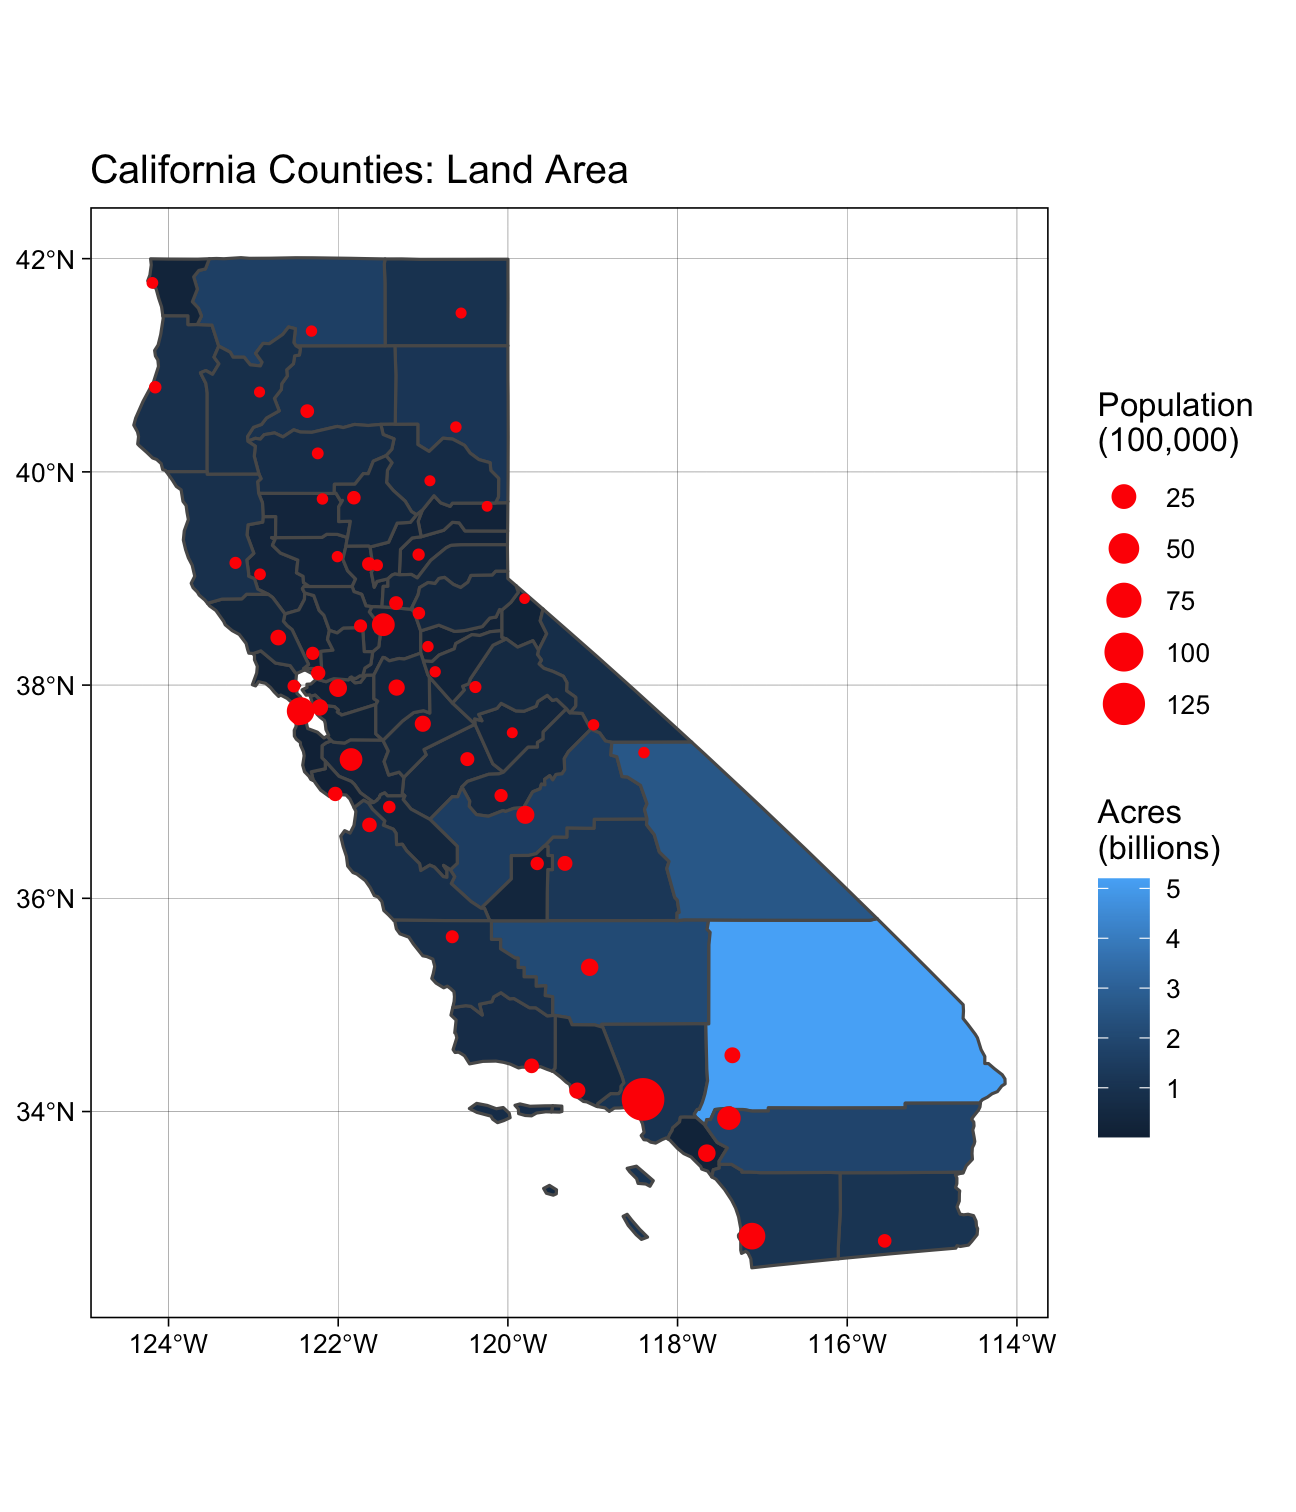 California Counties: Land Area
42°N
40°N
38°N
36°N
34°N
124°W
122°W
120°W
118°W
116°W
114°W
Population
(100,000)
25
50
75
100
125
Acres
(billions)
5
4
3
2
1